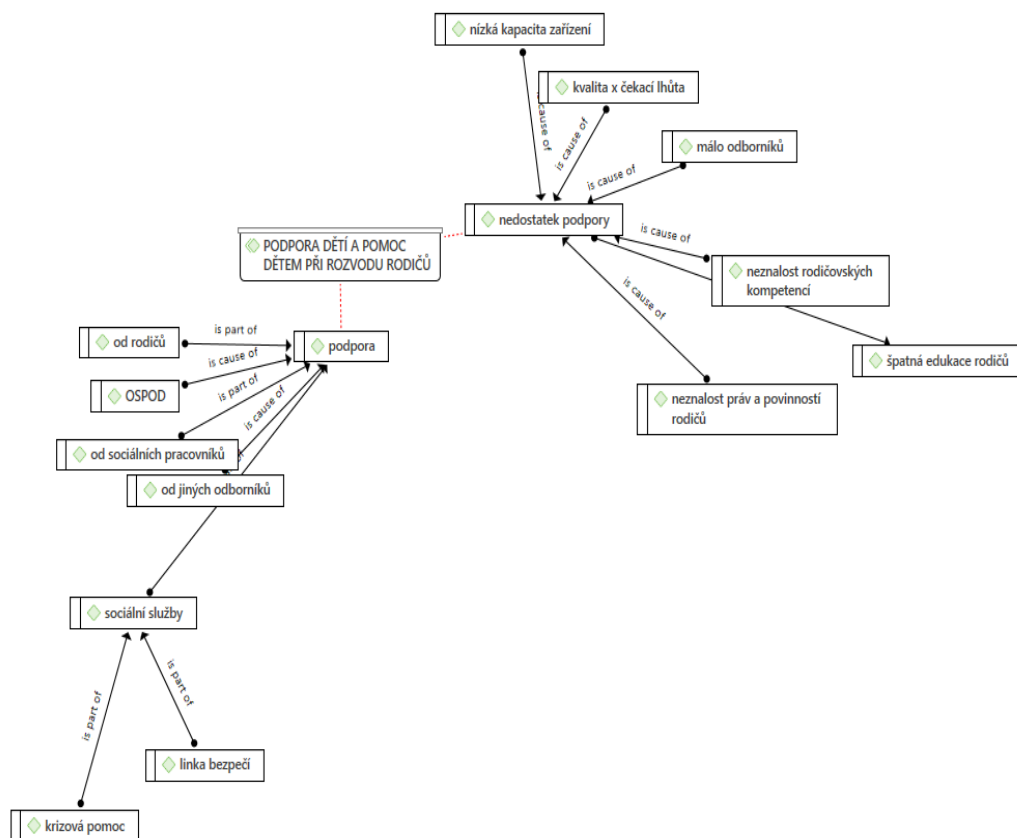 nízká kapacita zařízení
kvalita x čekací lhůta
is cause of
is cause of
málo odborníků
is cause of
nedostatek podpory
PODPORA DĚTÍ A POMOC
DĚTEM PŘI ROZVODU RODIČŮ
is cause of
neznalost rodičovských
kompetencí
is cause of
od rodičů
is part of
podpora
is cause of
špatná edukace rodičů
OSPOD
is part of
neznalost práv a povinností
rodičů
is cause of
od sociálních pracovníků
of
od jiných odborníků
sociální služby
is part of
is part of
linka bezpečí
krizová pomoc